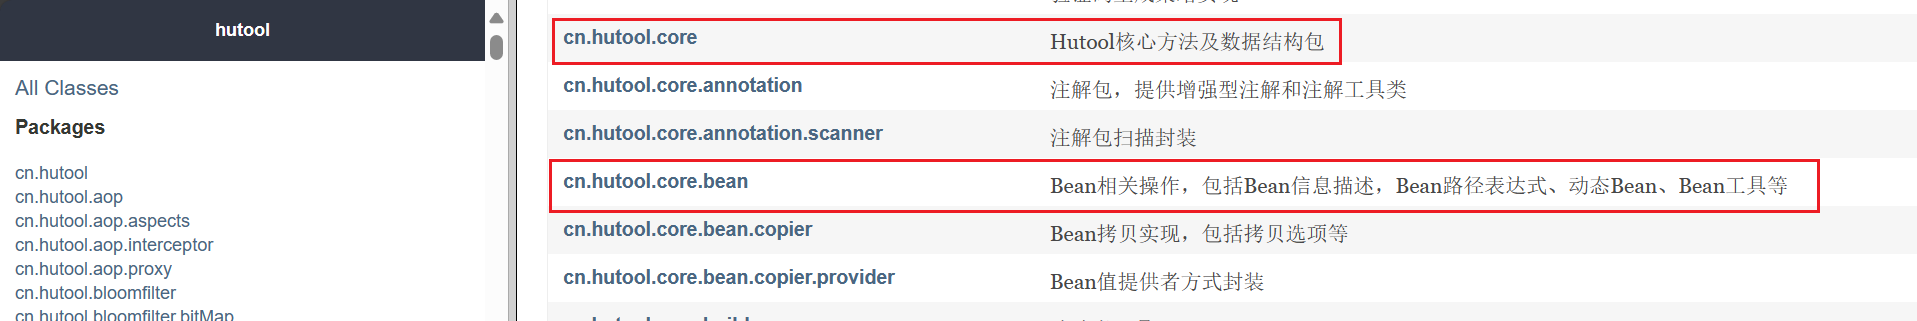 hutool
All Classes
Packages
cn.hutool
cn.hutool.aop
cn.hutool.aop.aspects
cn.hutool.aop.interceptor
cn.hutool.aop.proxy
cn.hutool.bloomfilter
cn.hutool.bloomfilter.bitMap
cn.hutool.core Hutool核心方法及数据结构包
cn.hutool.core.annotation 注解包，提供增强型注解和注解工具类
cn.hutool.core.annotation.scanner 注解包扫描封装
cn.hutool.core.bean Bean相关操作，包括Bean信息描述，Bean路径表达式、动态Bean、Bean工具等
cn.hutool.core.bean.copier Bean拷贝实现，包括拷贝选项等
cn.hutool.core.bean.copier.provider Bean值提供者方式封装